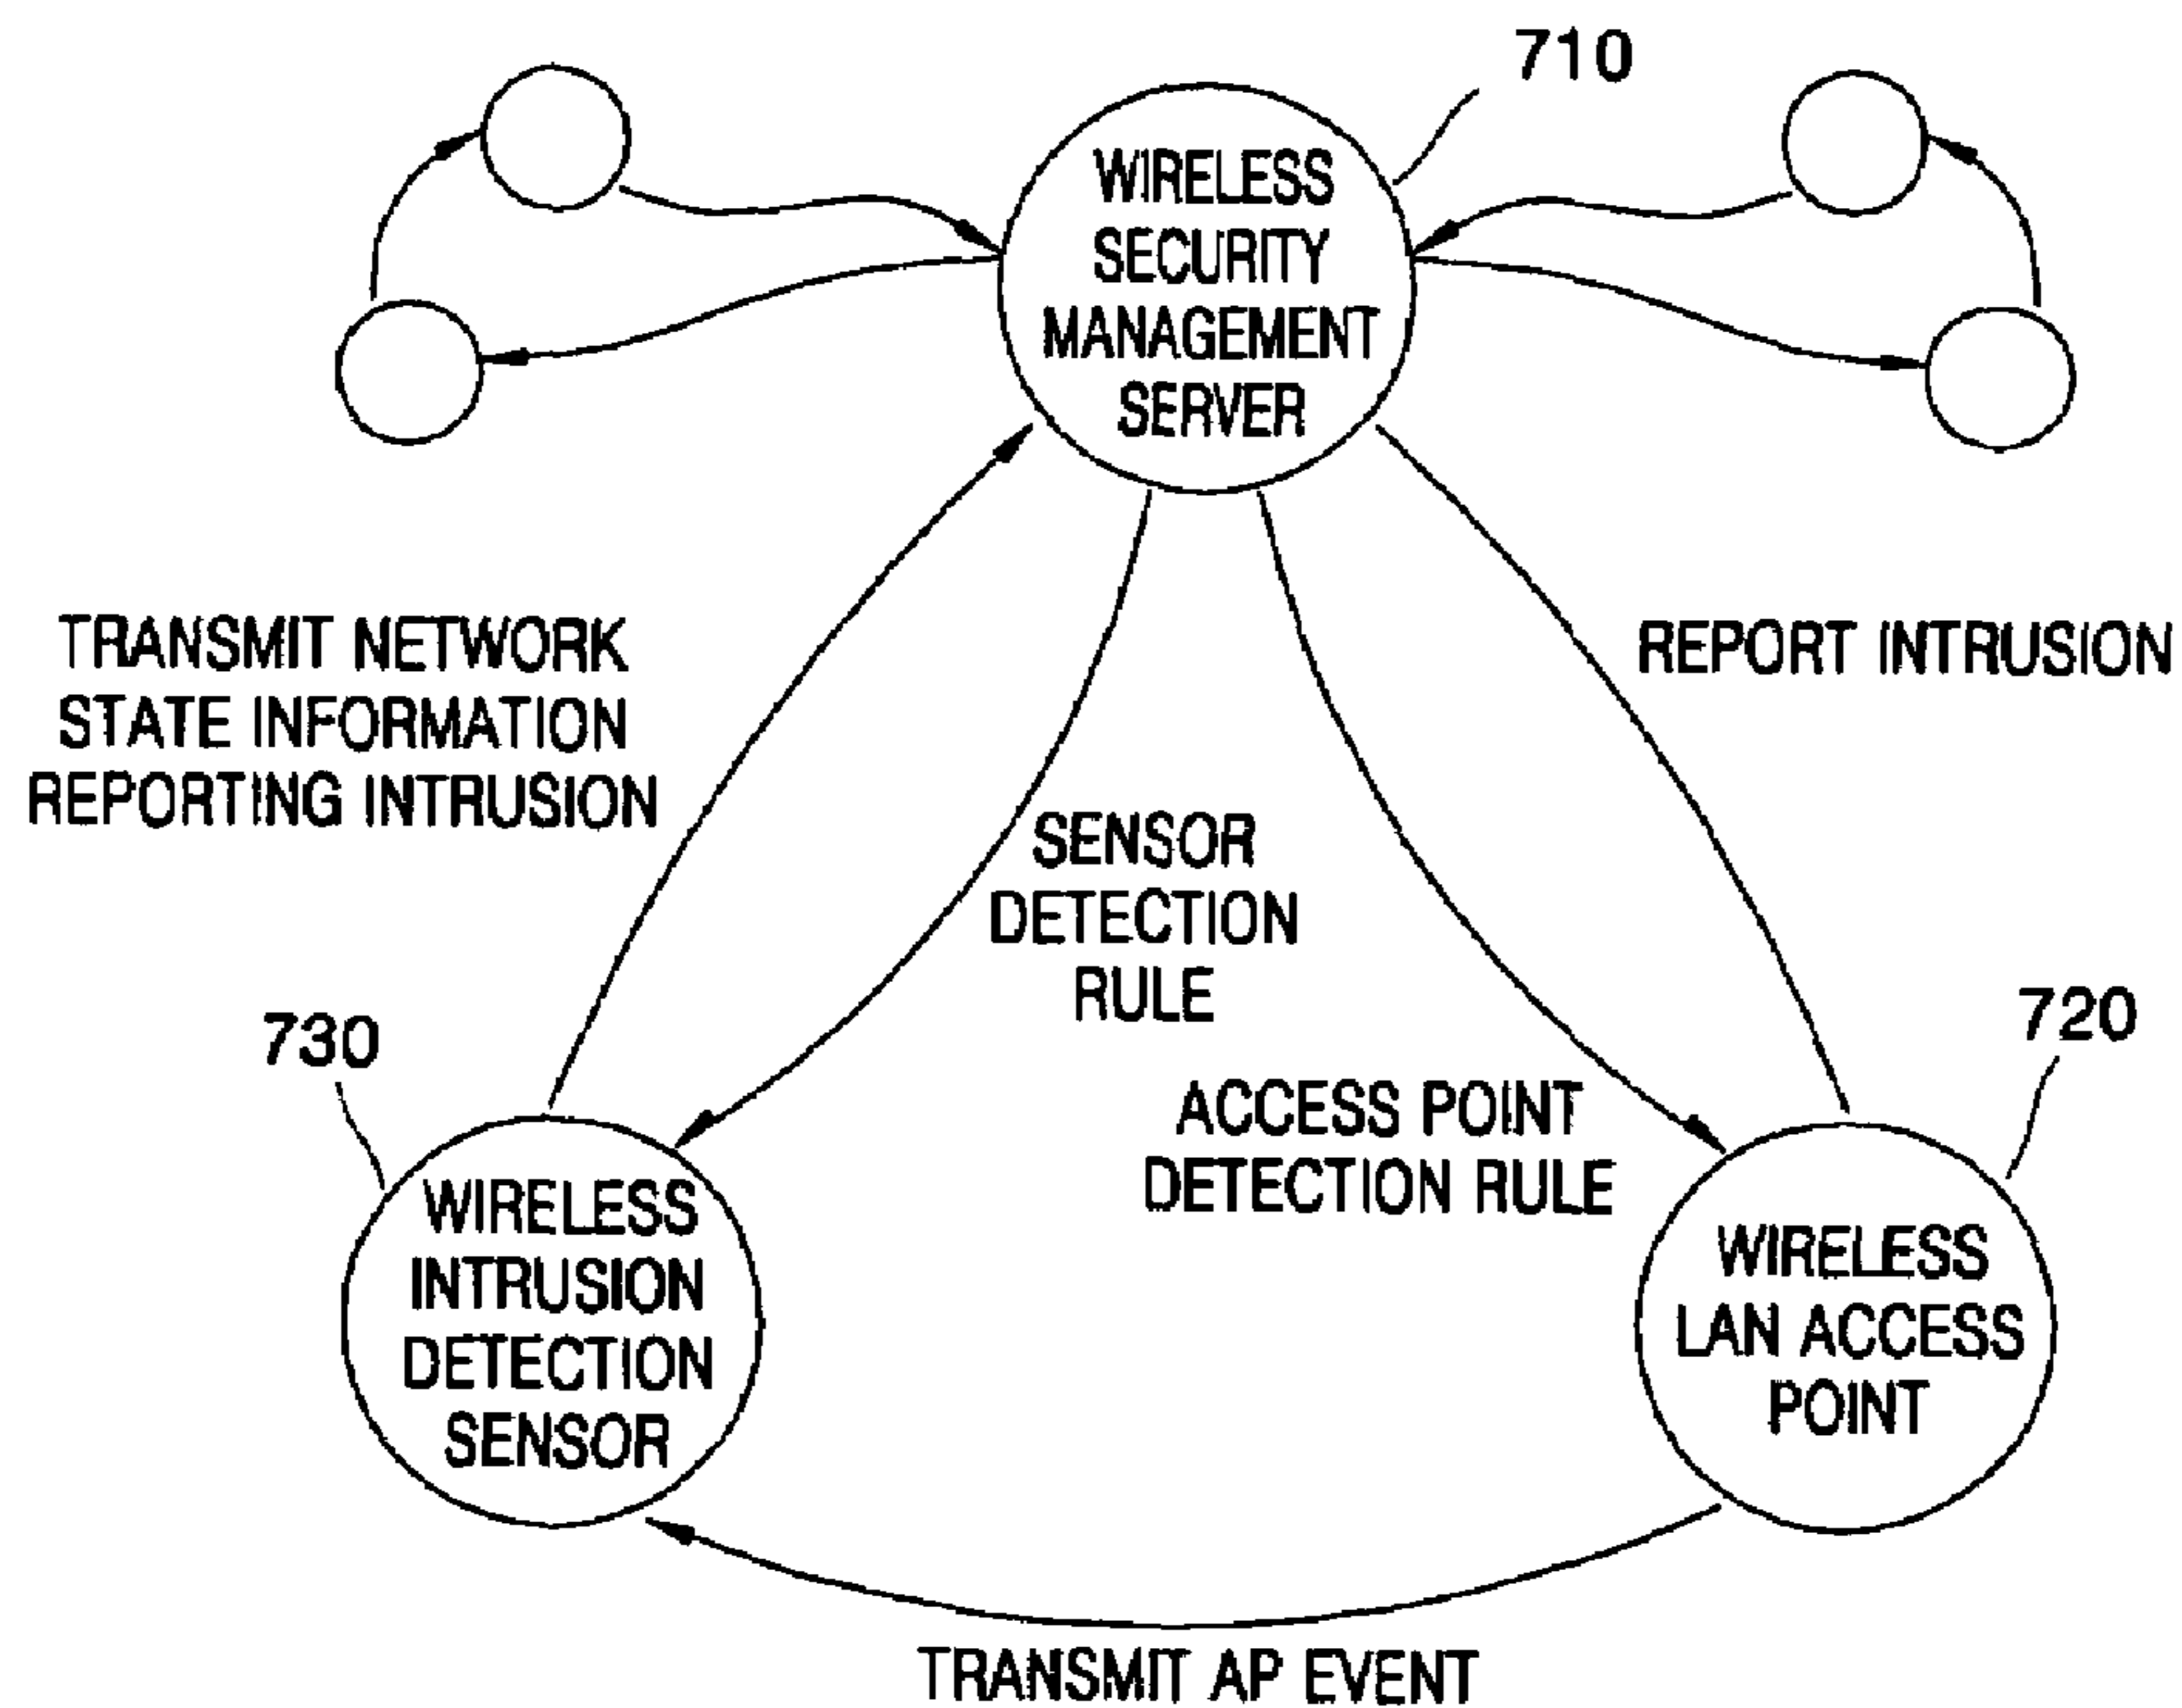 710
WIRELESS
SECURITY
MANAGEMENT
SERVER
TRANSMIT NETWORK
STATE INFORMATION
REPORTING INTRUSION
REPORT INTRUSION
SENSOR
DETECTION
RULE
730
720
ACCESS POINT
DETECTION RULE
WIRELESS
INTRUSION
DETECTION
SENSOR
WIRELESS
LAN ACCESS
POINT
TRANSMIT AP EVENT